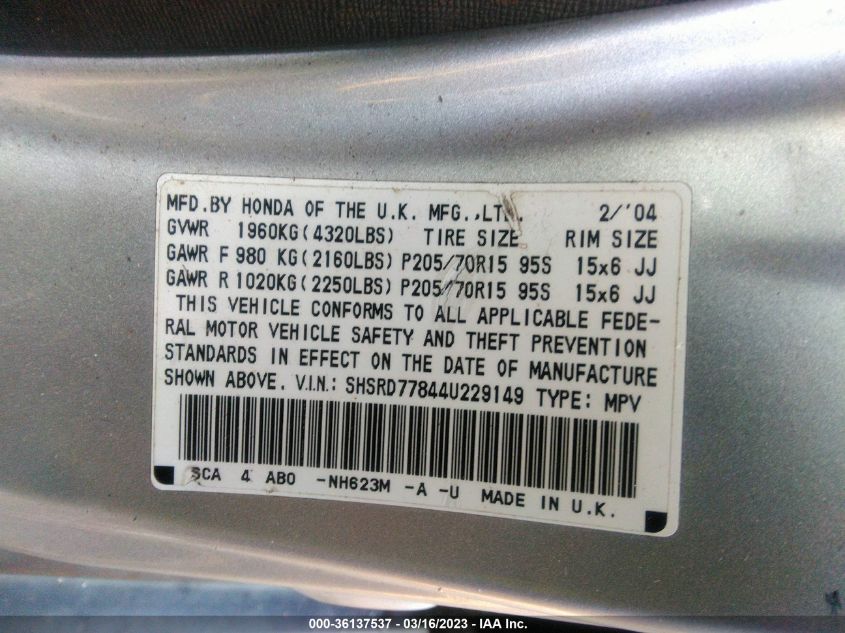 MFD.BY HONDA OF THE U.K. MFG.,LTD. 2/'04
GVWR 1960KG(4320LBS) TIRE SIZE RIM SIZE
GAWR F 980 KG(2160LBS) P205/70R15 95S 15x6 JJ
GAWR R 1020KG(2250LBS) P205/70R15 95S 15x6 JJ
THIS VEHICLE CONFORMS TO ALL APPLICABLE FEDE-
RAL MOTOR VEHICLE SAFETY AND THEFT PREVENTION
STANDARDS IN EFFECT ON THE DATE OF MANUFACTURE
SHOWN ABOVE. V.I.N.: SHSRD77844U229149 TYPE: MPV
SCA 4 ABO -NH623M -A -U MADE IN U.K.
000-36137537 - 03/16/2023 - IAA Inc.